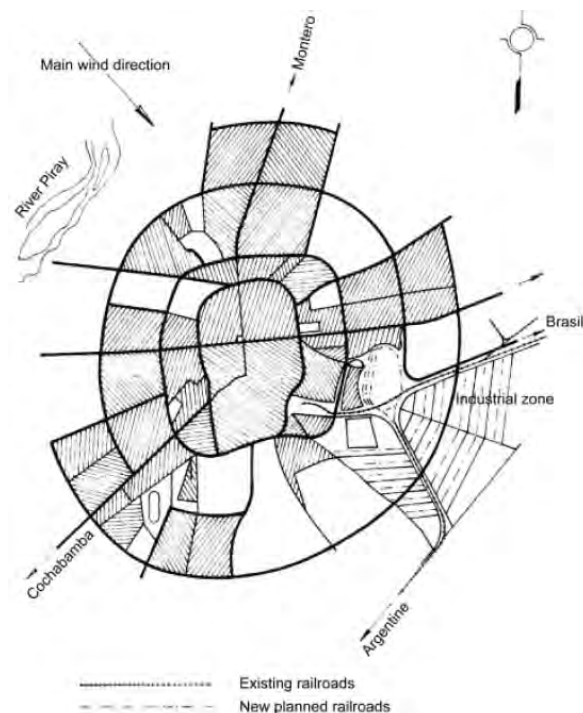 Main wind direction
Montero
River Piray
Brasil
Industrial zone
Cochabamba
Argentine
Existing railroads
New planned railroads